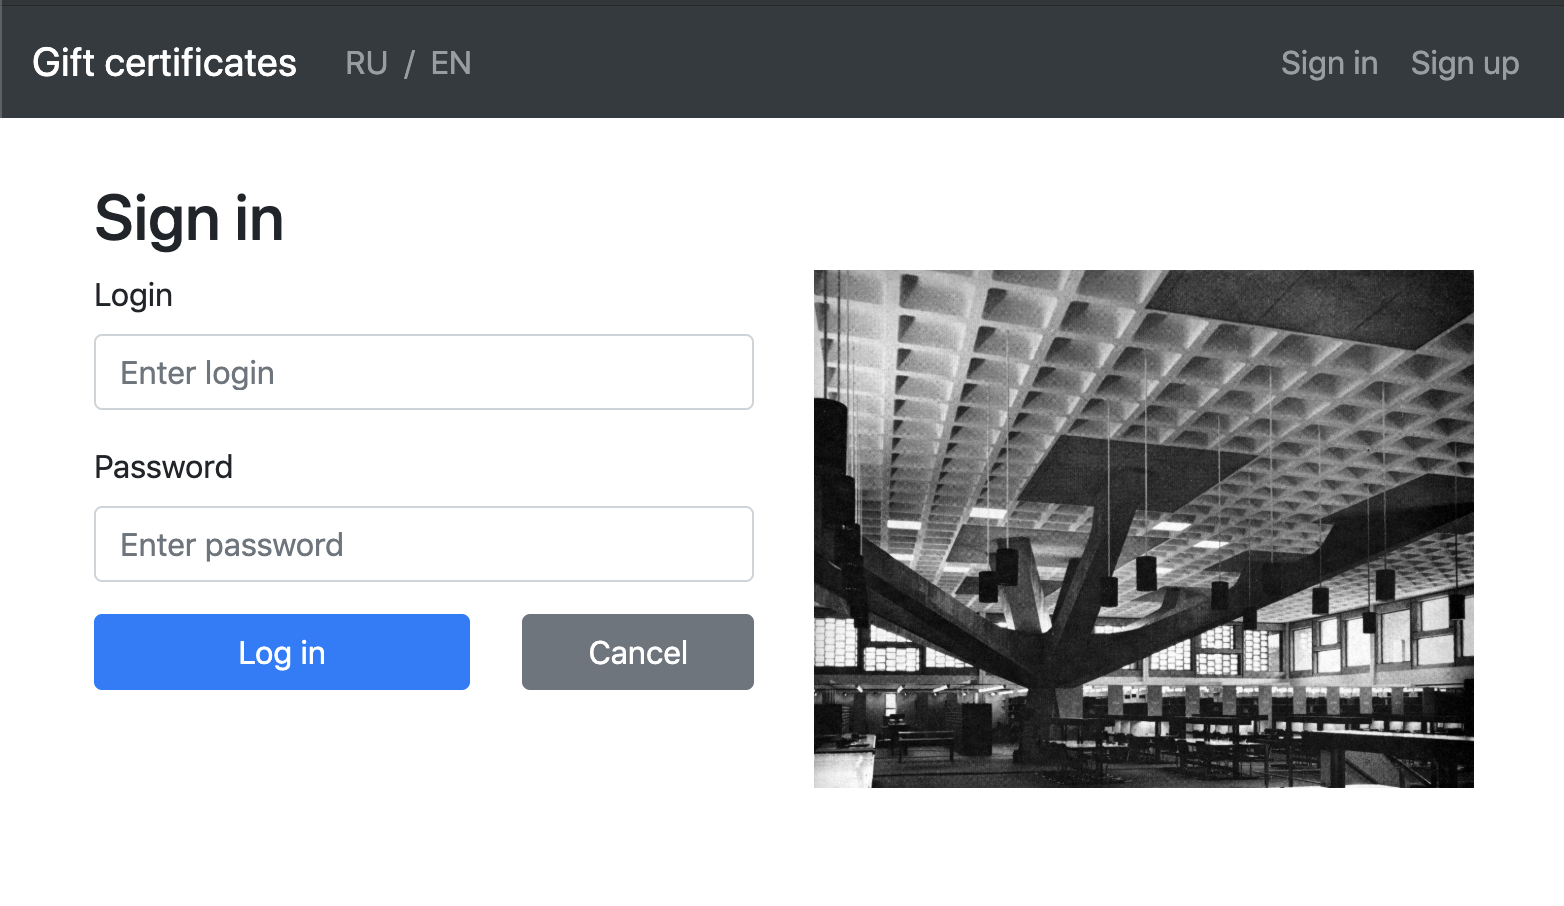 Gift certificates RU / EN Sign in Sign up
Sign in
Login
Enter login
Password
Enter password
Log in Cancel